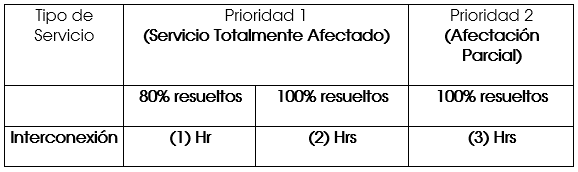 Tipo de Servicio Prioridad 1 Prioridad 2
(Servicio Totalmente Afectado) (Afectación Parcial)
80% resueltos 100% resueltos 100% resueltos
Interconexión (1) Hr (2) Hrs (3) Hrs